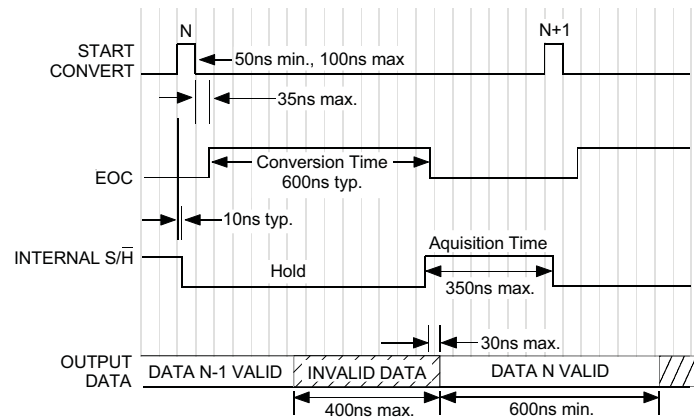 N
N+1
START
CONVERT
50ns min., 100ns max
35ns max.
EOC
Conversion Time
600ns typ.
10ns typ.
INTERNAL S/H̅
Aquisition Time
Hold
350ns max.
30ns max.
OUTPUT
DATA
DATA N-1 VALID
INVALID DATA
DATA N VALID
400ns max.
600ns min.